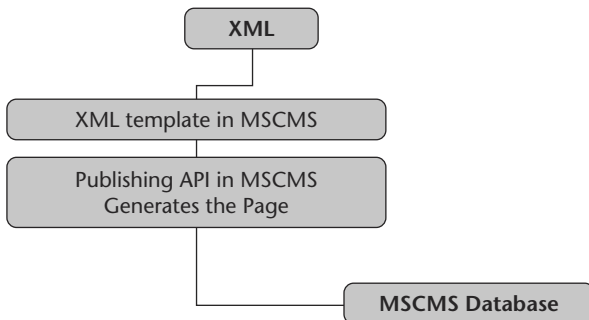 XML
XML template in MSCMS
Publishing API in MSCMS
Generates the Page
MSCMS Database